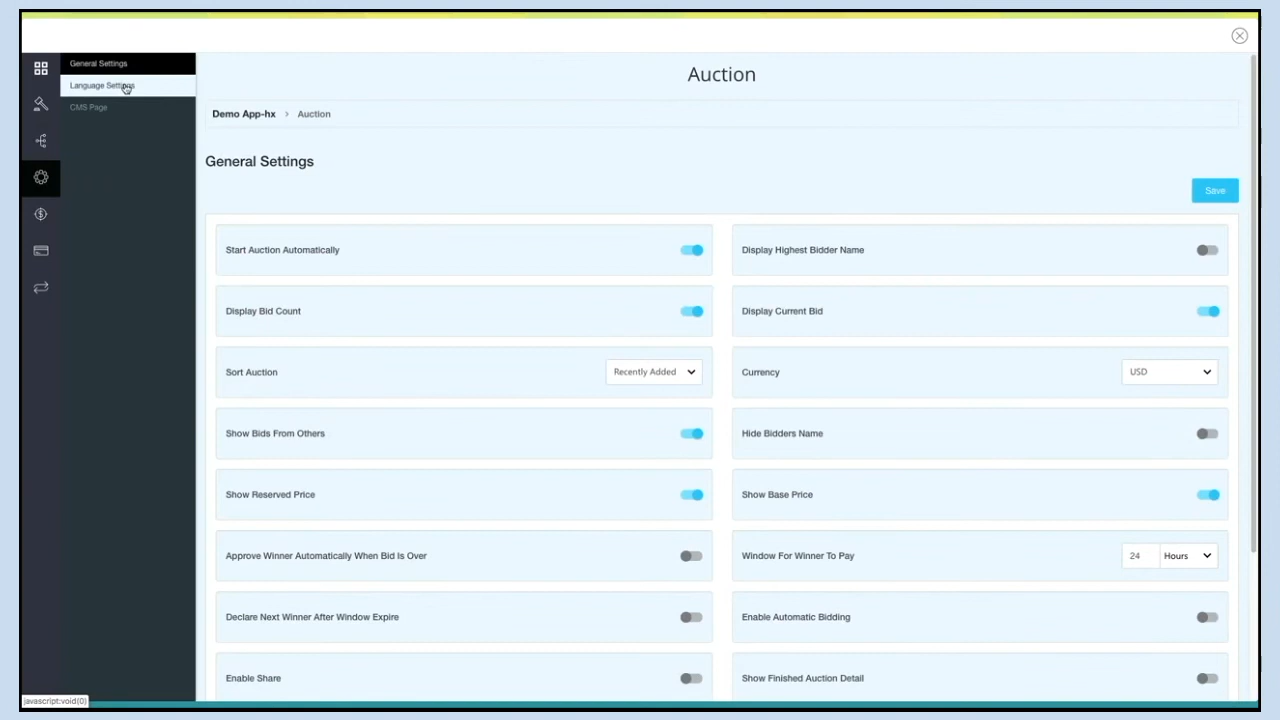 General Settings
Language Settings
CMS Page
Auction
Demo App-hx > Auction
General Settings
Save
Start Auction Automatically
Display Highest Bidder Name
Display Bid Count
Display Current Bid
Sort Auction
Recently Added
Currency
USD
Show Bids From Others
Hide Bidders Name
Show Reserved Price
Show Base Price
Approve Winner Automatically When Bid Is Over
Window For Winner To Pay
24
Hours
Declare Next Winner After Window Expire
Enable Automatic Bidding
Enable Share
Show Finished Auction Detail
javascript:void(0)